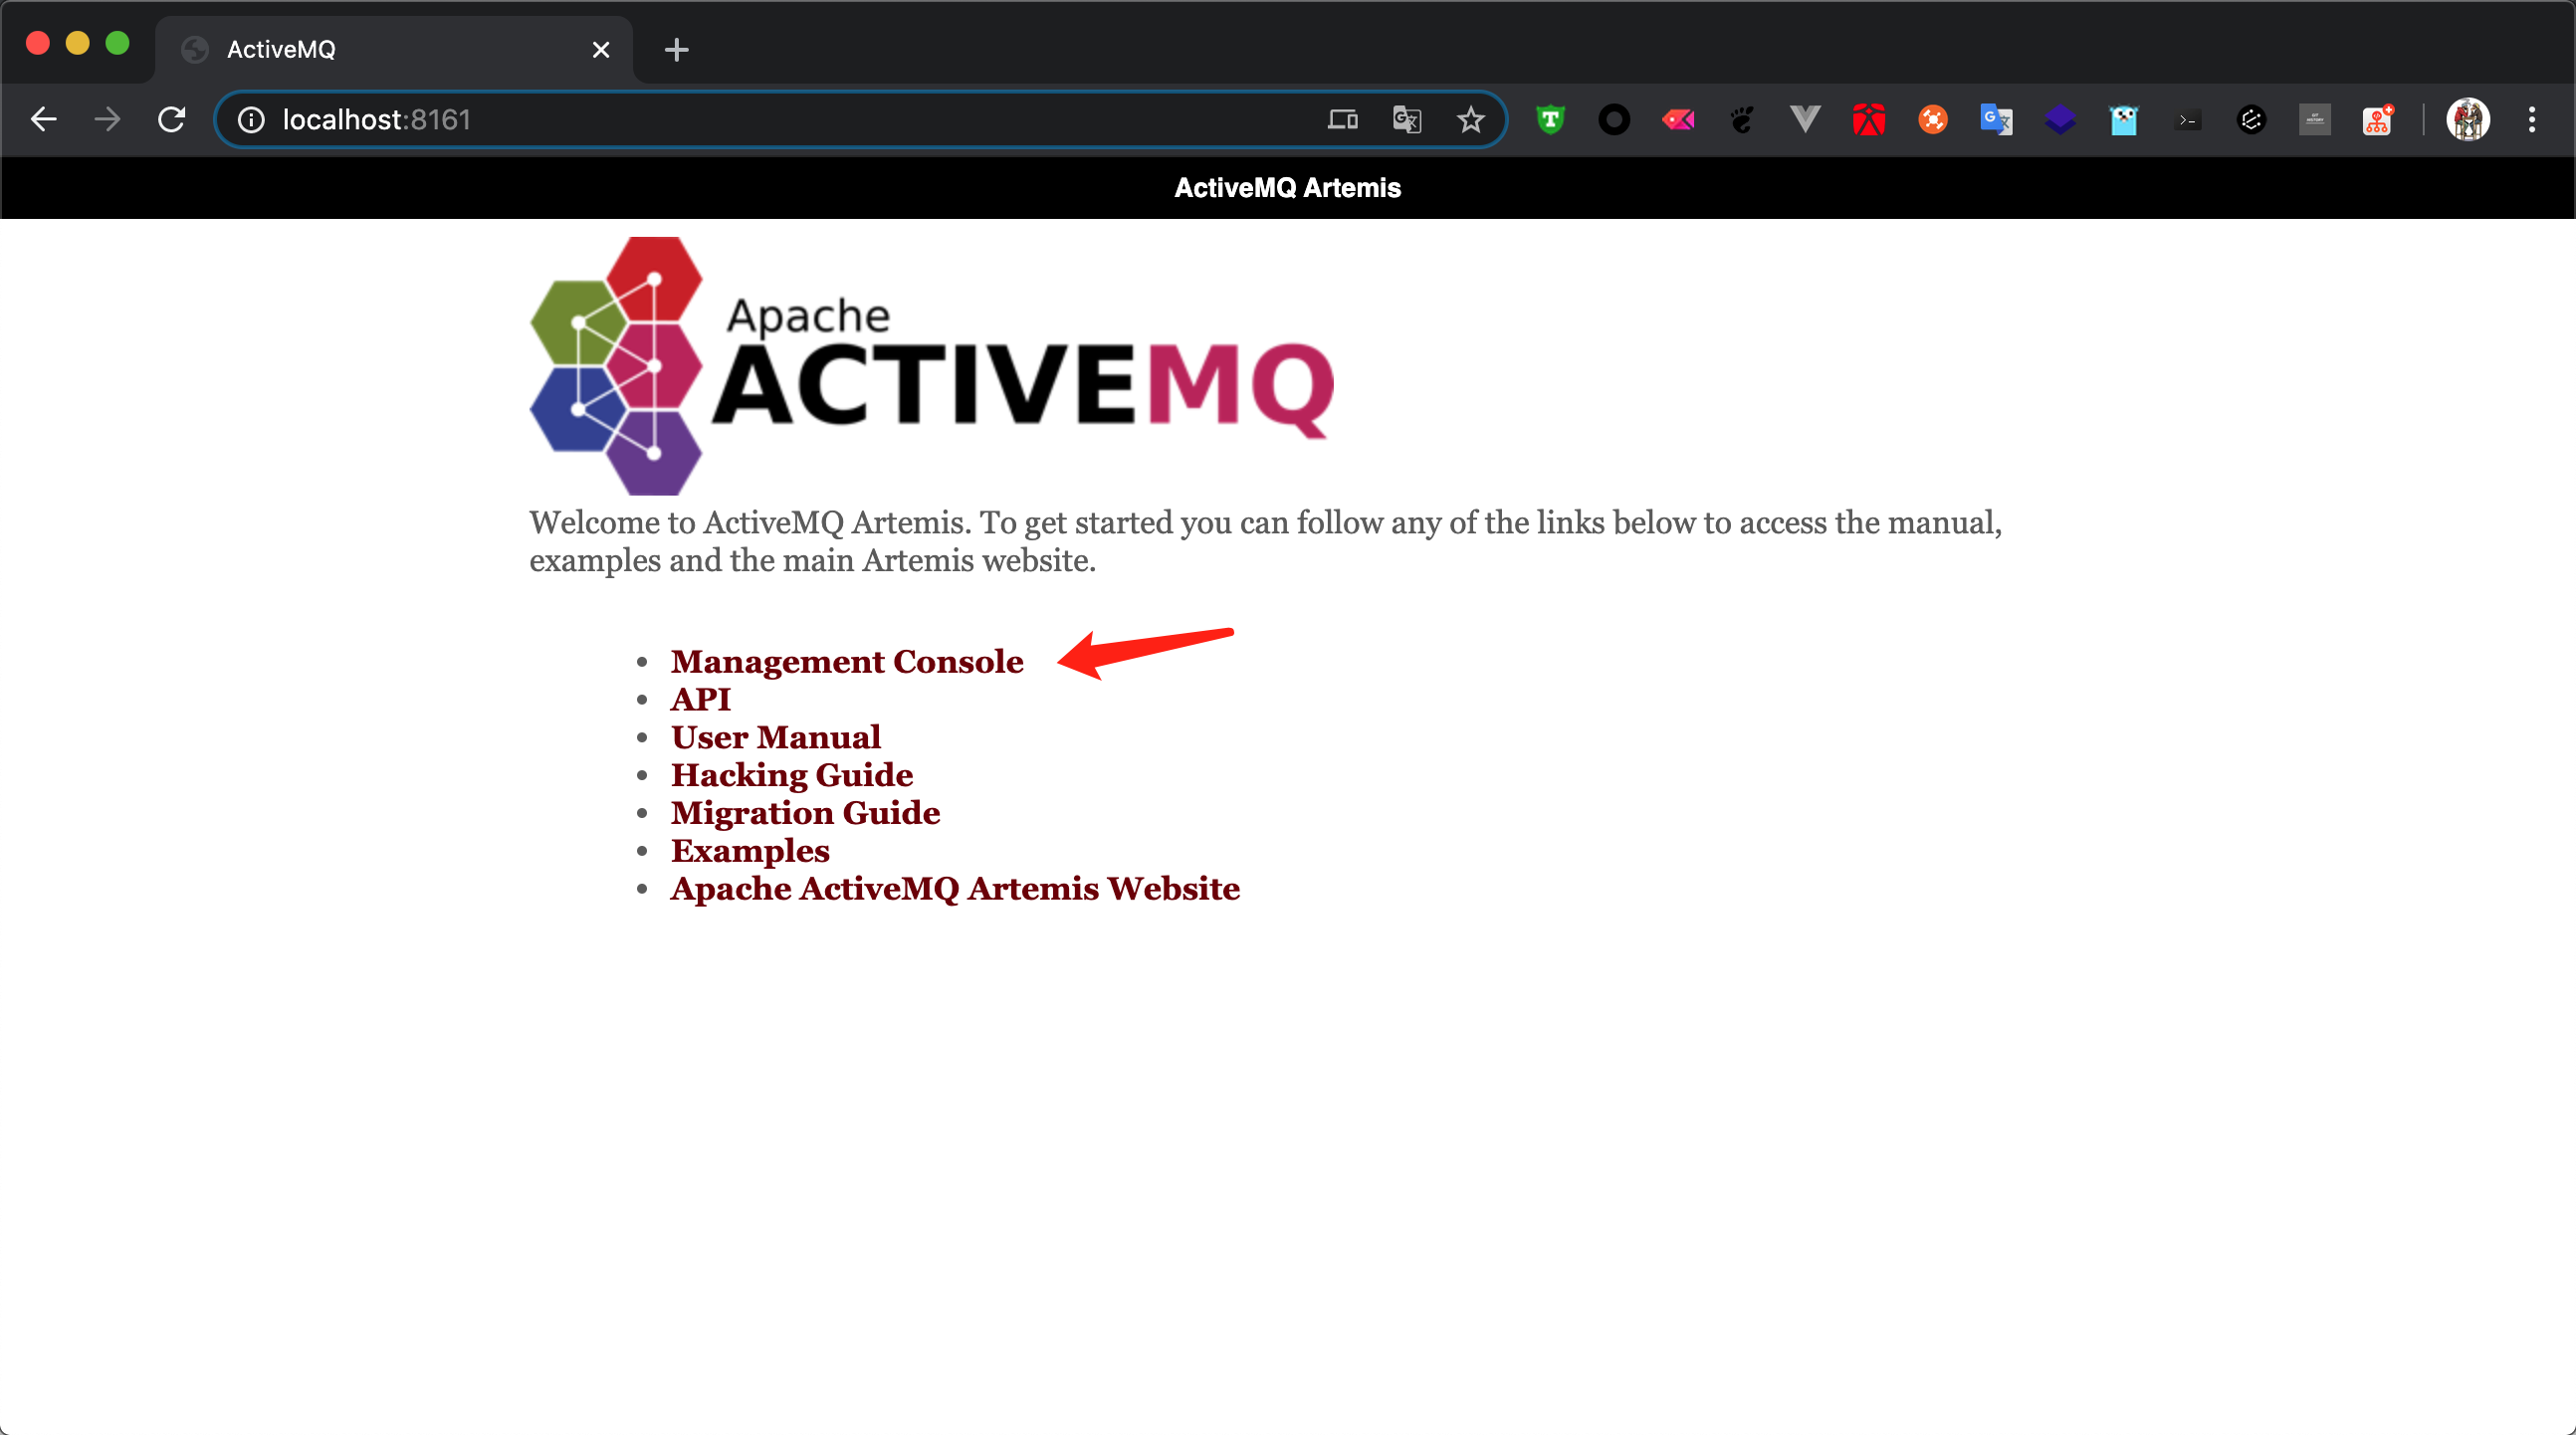 ActiveMQ
localhost:8161
ActiveMQ Artemis
Apache
ACTIVEMQ
Welcome to ActiveMQ Artemis. To get started you can follow any of the links below to access the manual,
examples and the main Artemis website.
Management Console
API
User Manual
Hacking Guide
Migration Guide
Examples
Apache ActiveMQ Artemis Website